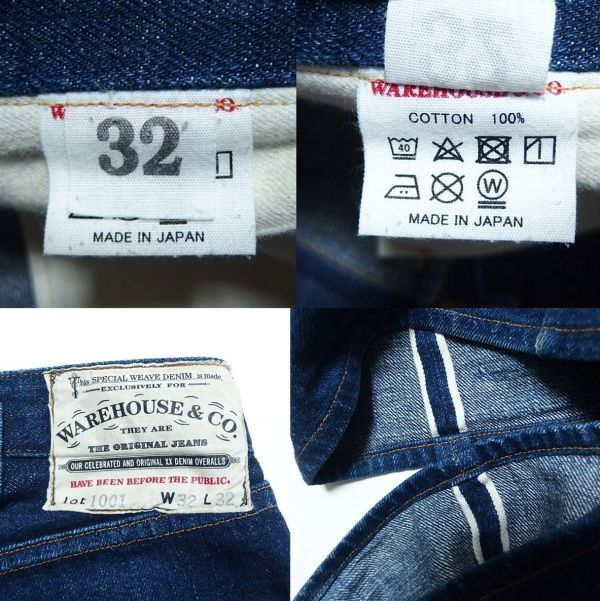 32
MADE IN JAPAN
WAREHOUSE & CO
COTTON 100%
40
W
MADE IN JAPAN
This SPECIAL WEAVE DENIM is made
EXCLUSIVELY FOR
WAREHOUSE & CO.
THEY ARE
THE ORIGINAL JEANS
OUR CELEBRATED AND ORIGINAL XX DENIM OVERALLS
HAVE BEEN BEFORE THE PUBLIC.
Lot 1001 W 32 L 32